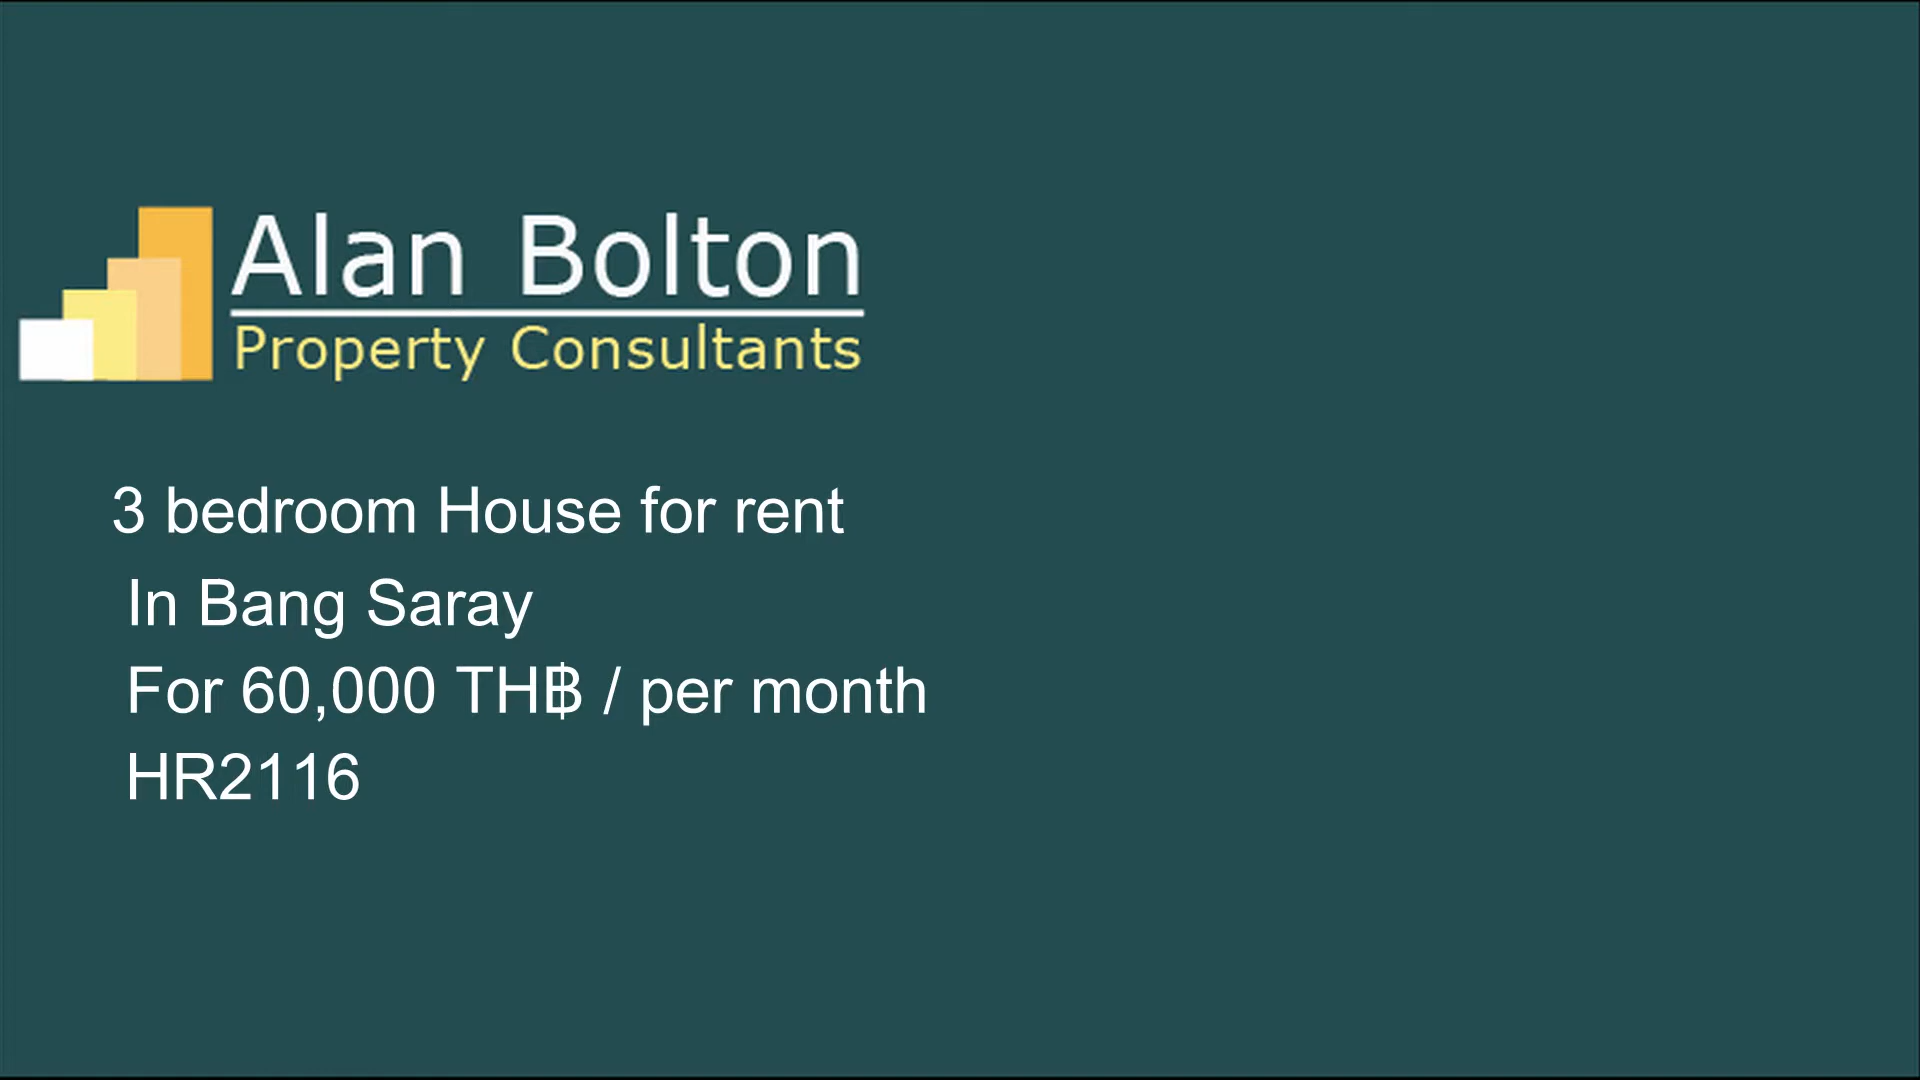 Alan Bolton
Property Consultants
3 bedroom House for rent
In Bang Saray
For 60,000 TH฿ / per month
HR2116